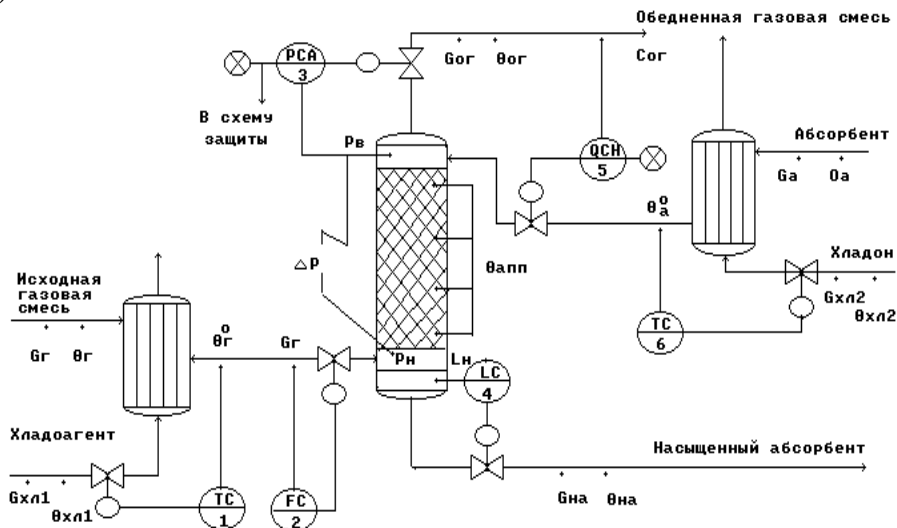 Обедненная газовая смесь
Gог θог
Cог
PCA
3
В схему
защиты
Pв
QCH
5
Абсорбент
Gа Θа
θ°а
△P
θапп
Хладон
Gхл2 θхл2
TC
6
Исходная
газовая
смесь
Gг θг
θ°г
Gг
Pн
Lн
LC
4
Хладоагент
Gхл1 θхл1
TC
1
FC
2
Насыщенный абсорбент
Gна θна